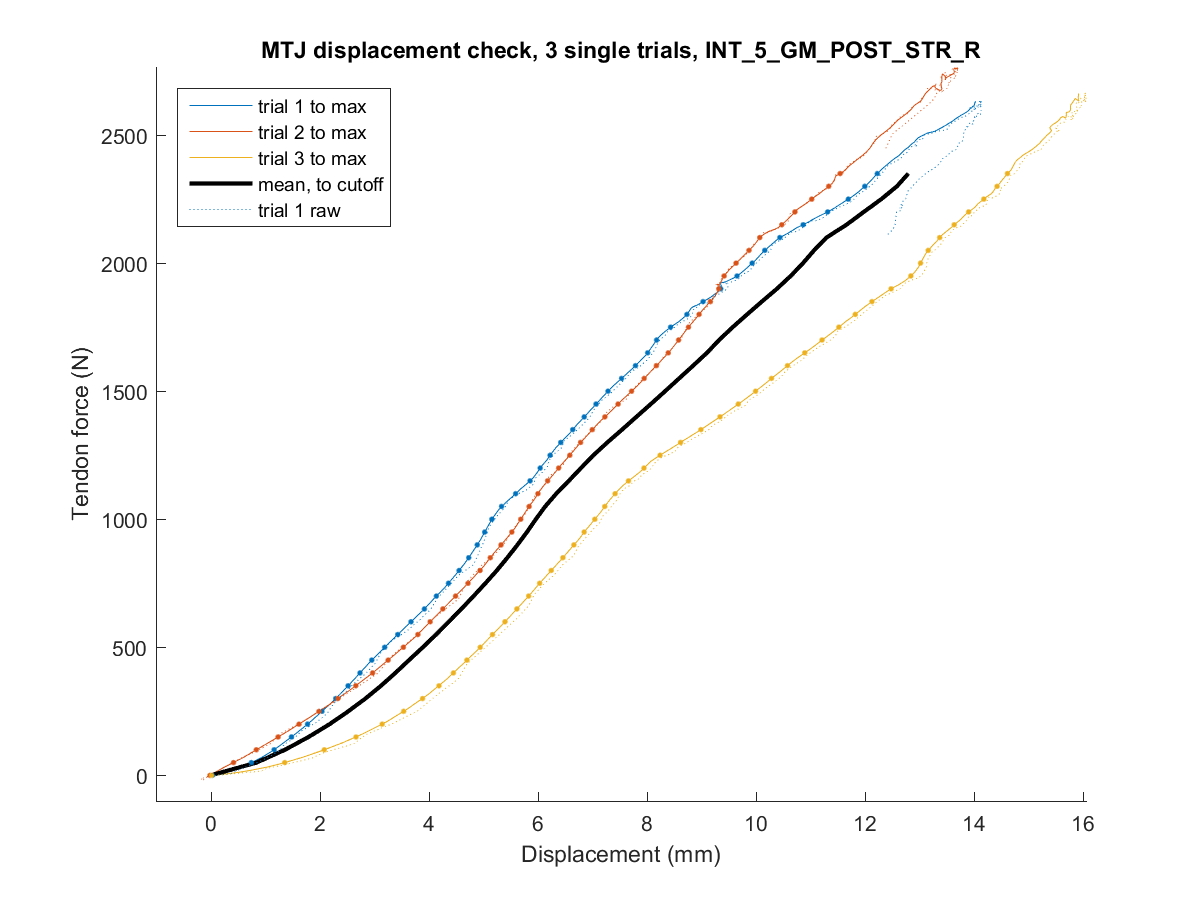 MTJ displacement check, 3 single trials, INT_5_GM_POST_STR_R
trial 1 to max
trial 2 to max
trial 3 to max
mean, to cutoff
trial 1 raw
2500
2000
1500
1000
500
0
Tendon force (N)
0 2 4 6 8 10 12 14 16
Displacement (mm)